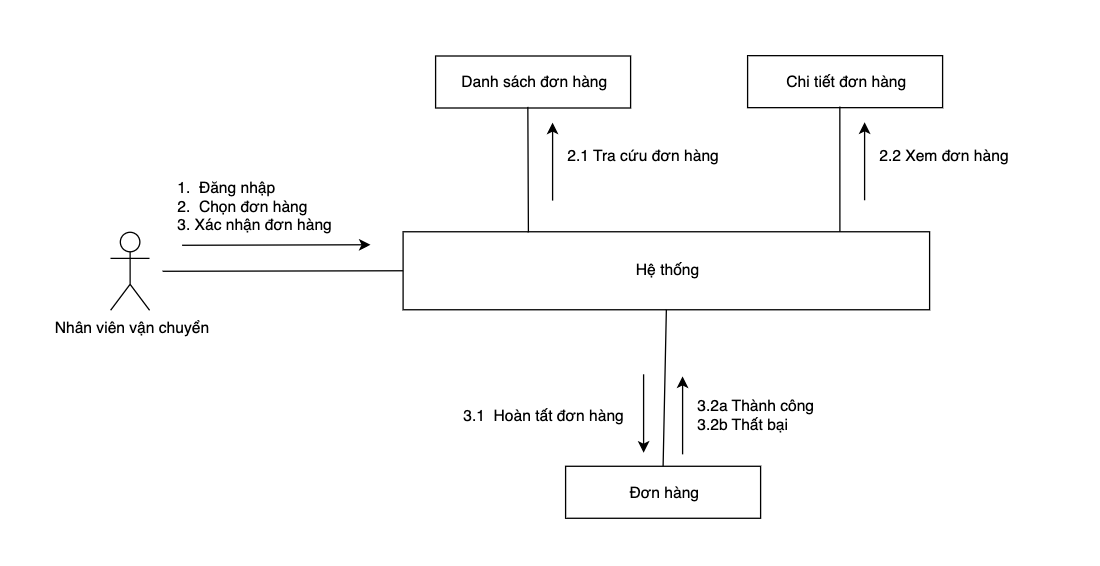 Danh sách đơn hàng
Chi tiết đơn hàng
2.1 Tra cứu đơn hàng
2.2 Xem đơn hàng
1. Đăng nhập
2. Chọn đơn hàng
3. Xác nhận đơn hàng
Hệ thống
Nhân viên vận chuyển
3.1 Hoàn tất đơn hàng
3.2a Thành công
3.2b Thất bại
Đơn hàng